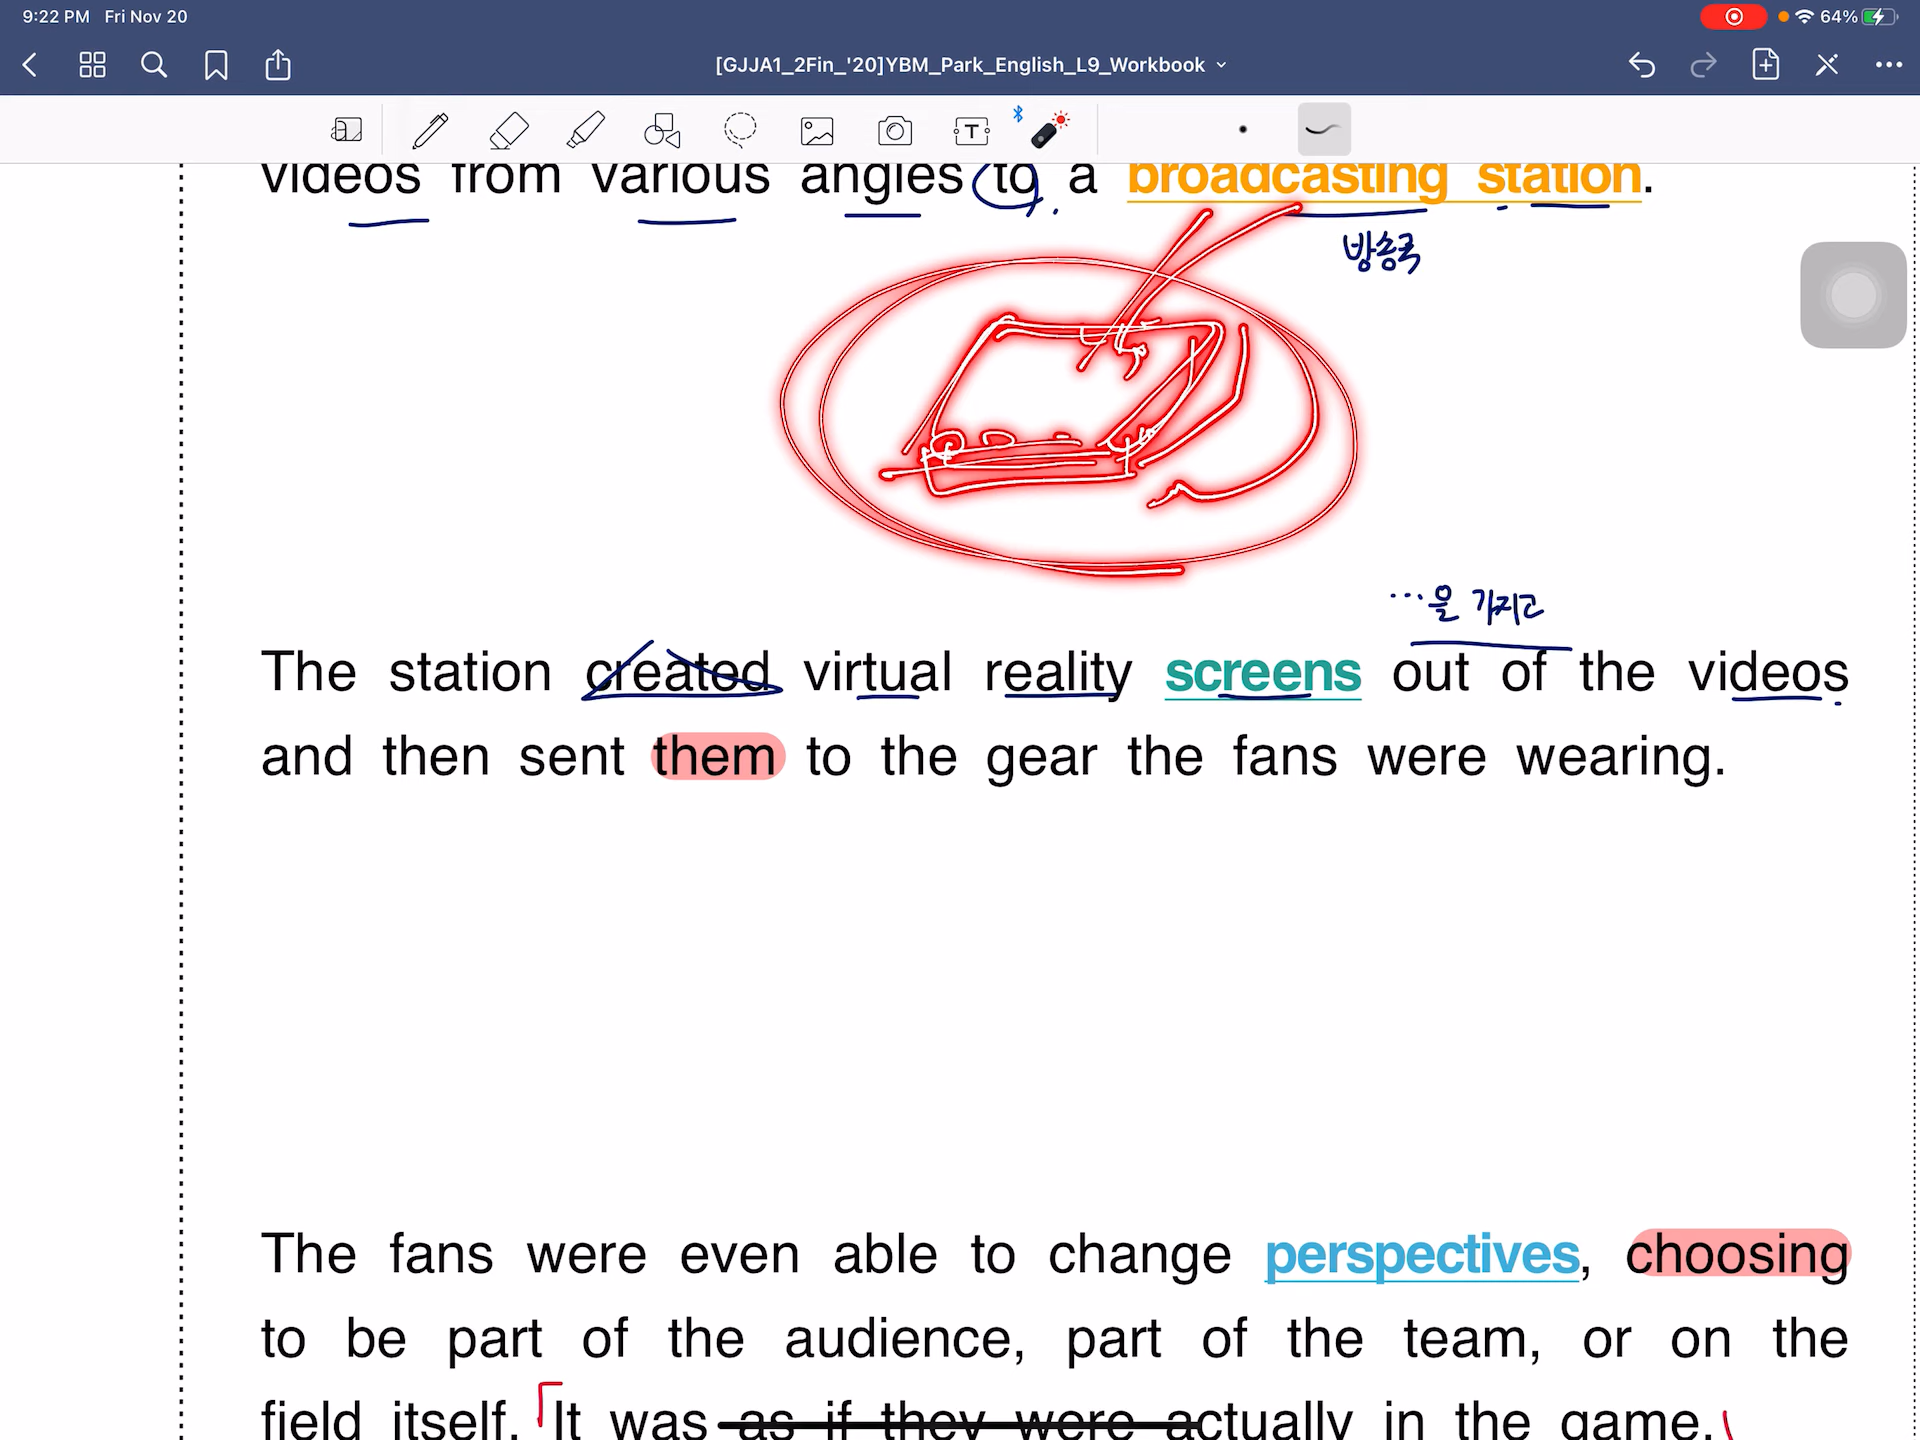 9:22 PM Fri Nov 20
64%
[GJJA1_2Fin_'20]YBM_Park_English_L9_Workbook
videos from various angles to a broadcasting station.
방송국
…을 가지고
The station created virtual reality screens out of the videos
and then sent them to the gear the fans were wearing.
The fans were even able to change perspectives, choosing
to be part of the audience, part of the team, or on the
field itself. It was as if they were actually in the game.